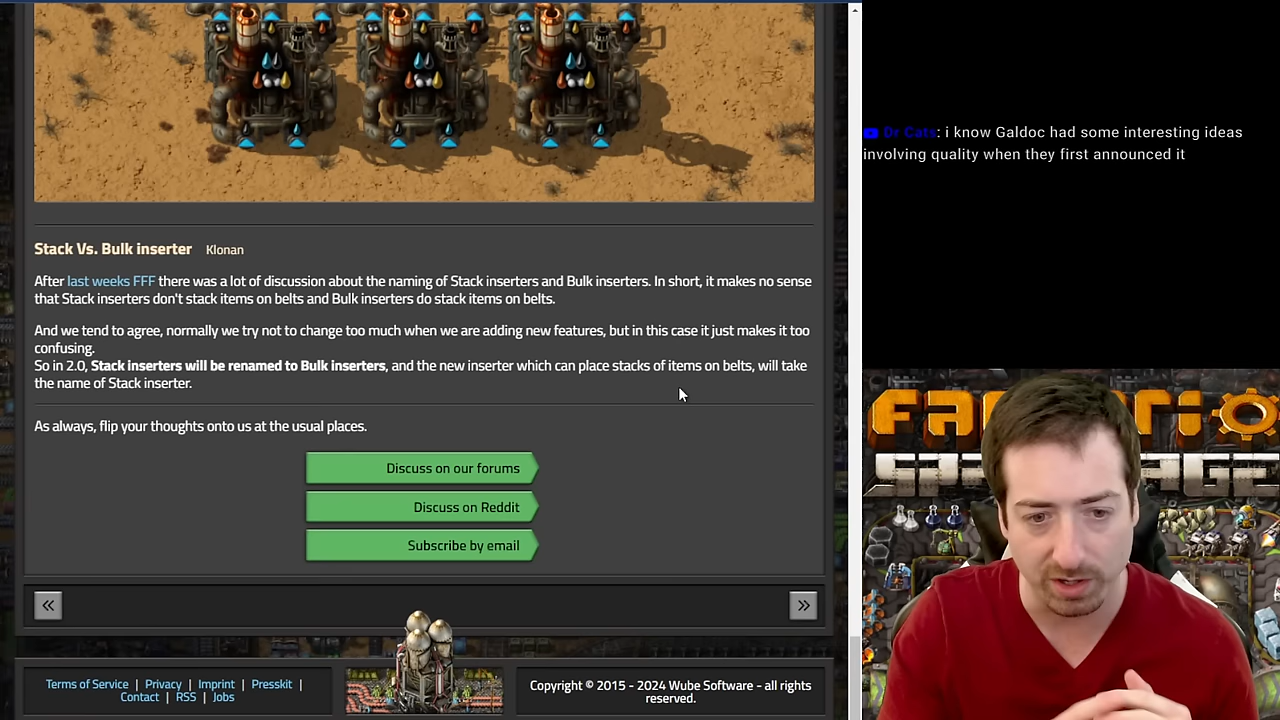 Stack Vs. Bulk inserter Klonan
After last weeks FFF there was a lot of discussion about the naming of Stack inserters and Bulk inserters. In short, it makes no sense
that Stack inserters don't stack items on belts and Bulk inserters do stack items on belts.
And we tend to agree, normally we try not to change too much when we are adding new features, but in this case it just makes it too
confusing.
So in 2.0, Stack inserters will be renamed to Bulk inserters, and the new inserter which can place stacks of items on belts, will take
the name of Stack inserter.
As always, flip your thoughts onto us at the usual places.
Discuss on our forums
Discuss on Reddit
Subscribe by email
«
»
Terms of Service | Privacy | Imprint | Presskit |
Contact | RSS | Jobs
Copyright © 2015 - 2024 Wube Software - all rights
reserved.
Dr Cats: i know Galdoc had some interesting ideas
involving quality when they first announced it